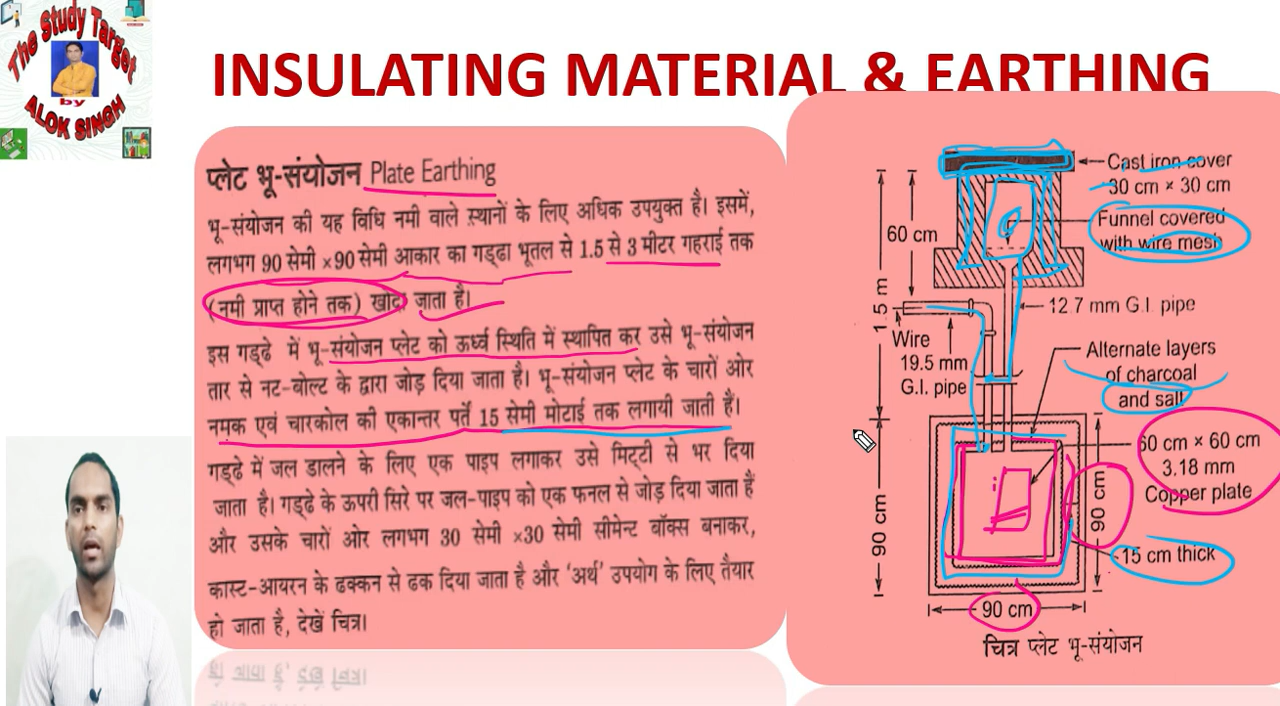 The Study Target
by
ALOK SINGH
INSULATING MATERIAL & EARTHING
प्लेट भू-संयोजन Plate Earthing
भू-संयोजन की यह विधि नमी वाले स्थानों के लिए अधिक उपयुक्त है। इसमें,
लगभग 90 सेमी ×90 सेमी आकार का गड्ढा भूतल से 1.5 से 3 मीटर गहराई तक
(नमी प्राप्त होने तक) खोदा जाता है।
इस गड्ढे में भू-संयोजन प्लेट को ऊर्ध्व स्थिति में स्थापित कर उसे भू-संयोजन
तार से नट-बोल्ट के द्वारा जोड़ दिया जाता है। भू-संयोजन प्लेट के चारों ओर
नमक एवं चारकोल की एकान्तर पर्तें 15 सेमी मोटाई तक लगायी जाती हैं।
गड्ढे में जल डालने के लिए एक पाइप लगाकर उसे मिट्टी से भर दिया
जाता है। गड्ढे के ऊपरी सिरे पर जल-पाइप को एक फनल से जोड़ दिया जाता है
और उसके चारों ओर लगभग 30 सेमी ×30 सेमी सीमेन्ट बॉक्स बनाकर,
कास्ट-आयरन के ढक्कन से ढक दिया जाता है और 'अर्थ' उपयोग के लिए तैयार
हो जाता है, देखें चित्र।
Cast iron cover
30 cm × 30 cm
Funnel covered
with wire mesh
60 cm
1.5 m
12.7 mm G.I. pipe
Wire
19.5 mm
G.I. pipe
Alternate layers
of charcoal
and salt
60 cm × 60 cm
3.18 mm
Copper plate
90 cm
90 cm
15 cm thick
90 cm
चित्र प्लेट भू-संयोजन